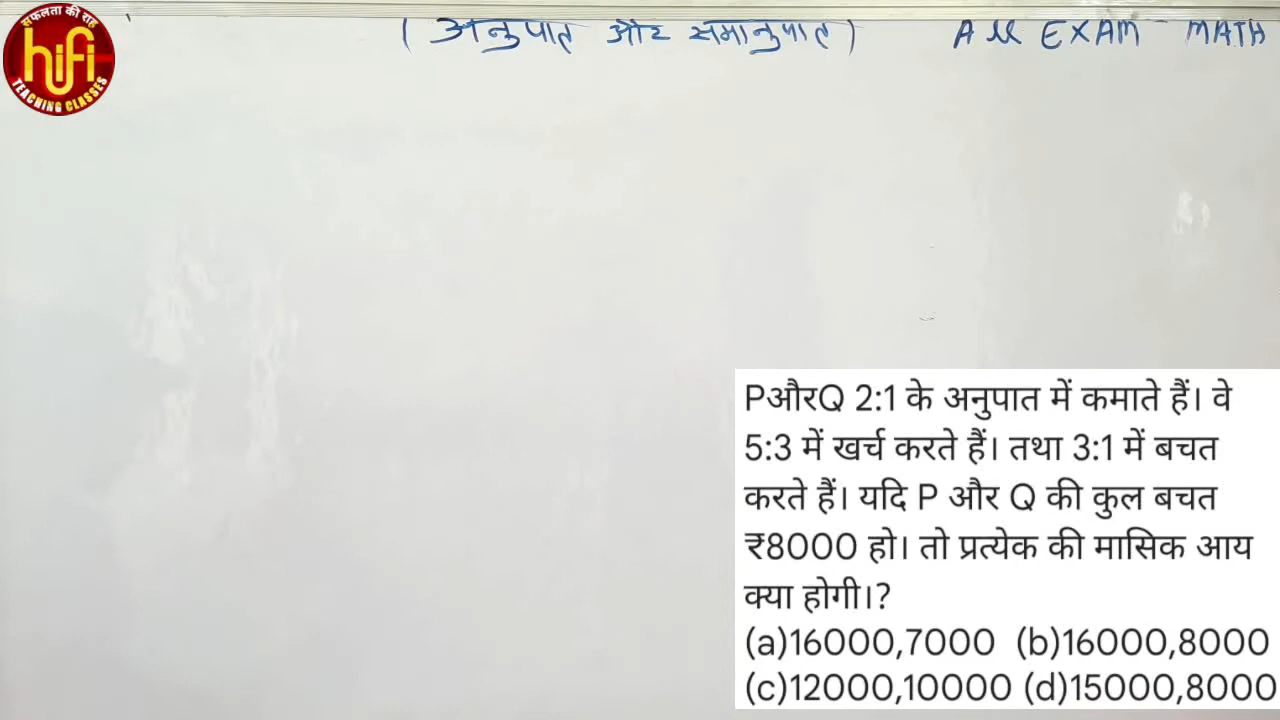 सफलता की राह
hifi
TEACHING CLASSES
( अनुपात और समानुपात ) All EXAM MATH
PऔरQ 2:1 के अनुपात में कमाते हैं। वे
5:3 में खर्च करते हैं। तथा 3:1 में बचत
करते हैं। यदि P और Q की कुल बचत
₹8000 हो। तो प्रत्येक की मासिक आय
क्या होगी।?
(a)16000,7000 (b)16000,8000
(c)12000,10000 (d)15000,8000